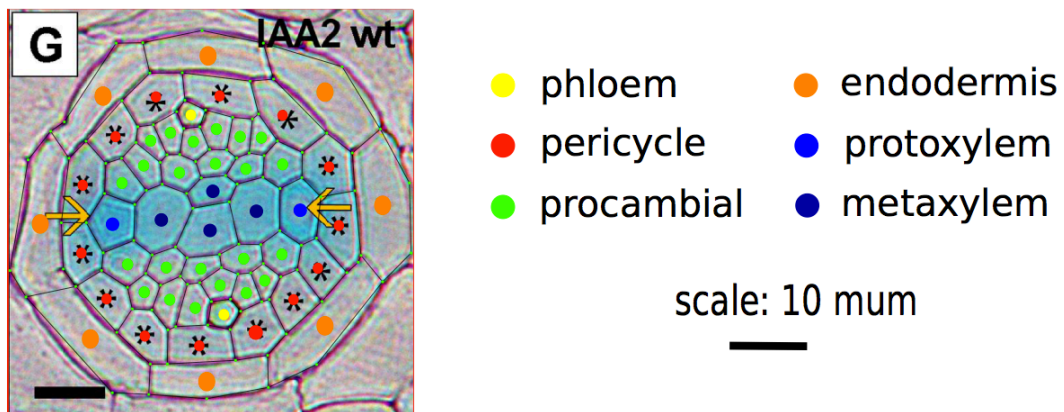 G
IAA2 wt
phloem
endodermis
pericycle
protoxylem
procambial
metaxylem
scale: 10 mum